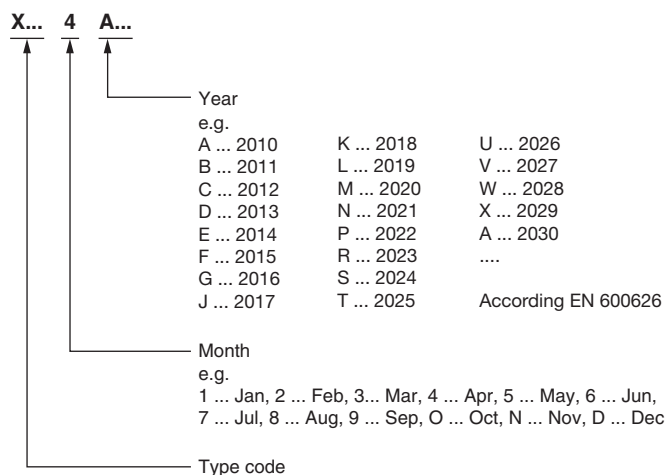 X... 4 A...
Year
e.g.
A ... 2010 K ... 2018 U ... 2026
B ... 2011 L ... 2019 V ... 2027
C ... 2012 M ... 2020 W ... 2028
D ... 2013 N ... 2021 X ... 2029
E ... 2014 P ... 2022 A ... 2030
F ... 2015 R ... 2023 ....
G ... 2016 S ... 2024
J ... 2017 T ... 2025 According EN 600626
Month
e.g.
1 ... Jan, 2 ... Feb, 3... Mar, 4 ... Apr, 5 ... May, 6 ... Jun,
7 ... Jul, 8 ... Aug, 9 ... Sep, O ... Oct, N ... Nov, D ... Dec
Type code